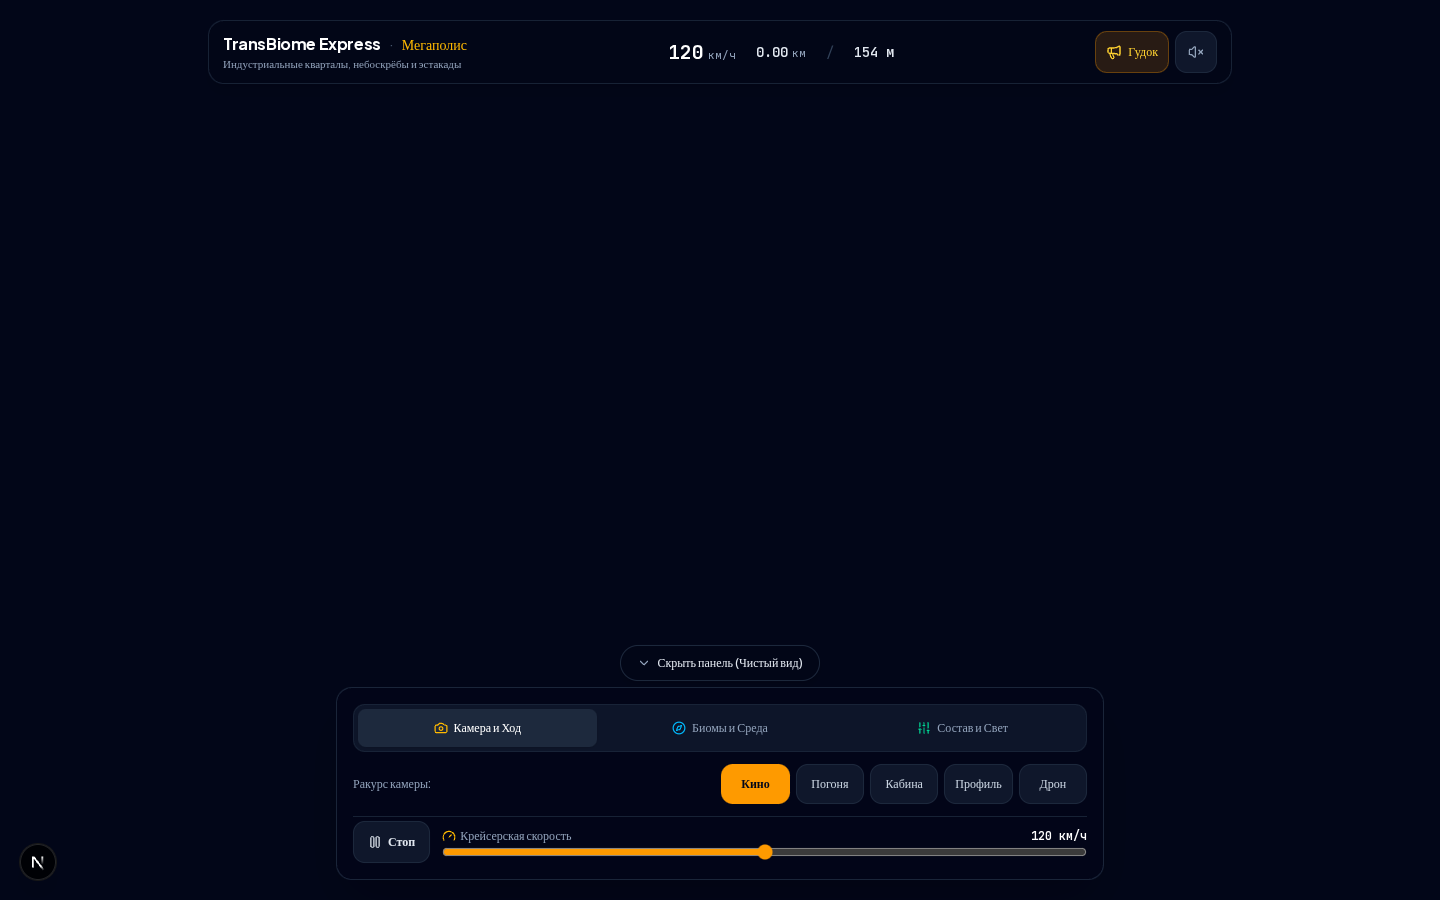 TransBiome Express · Мегаполис
Индустриальные кварталы, небоскрёбы и эстакады
120 км/ч 0.00 км / 154 м
Гудок
Скрыть панель (Чистый вид)
Камера и Ход
Биомы и Среда
Состав и Свет
Ракурс камеры:
Кино
Погоня
Кабина
Профиль
Дрон
Стоп
Крейсерская скорость
120 км/ч
N